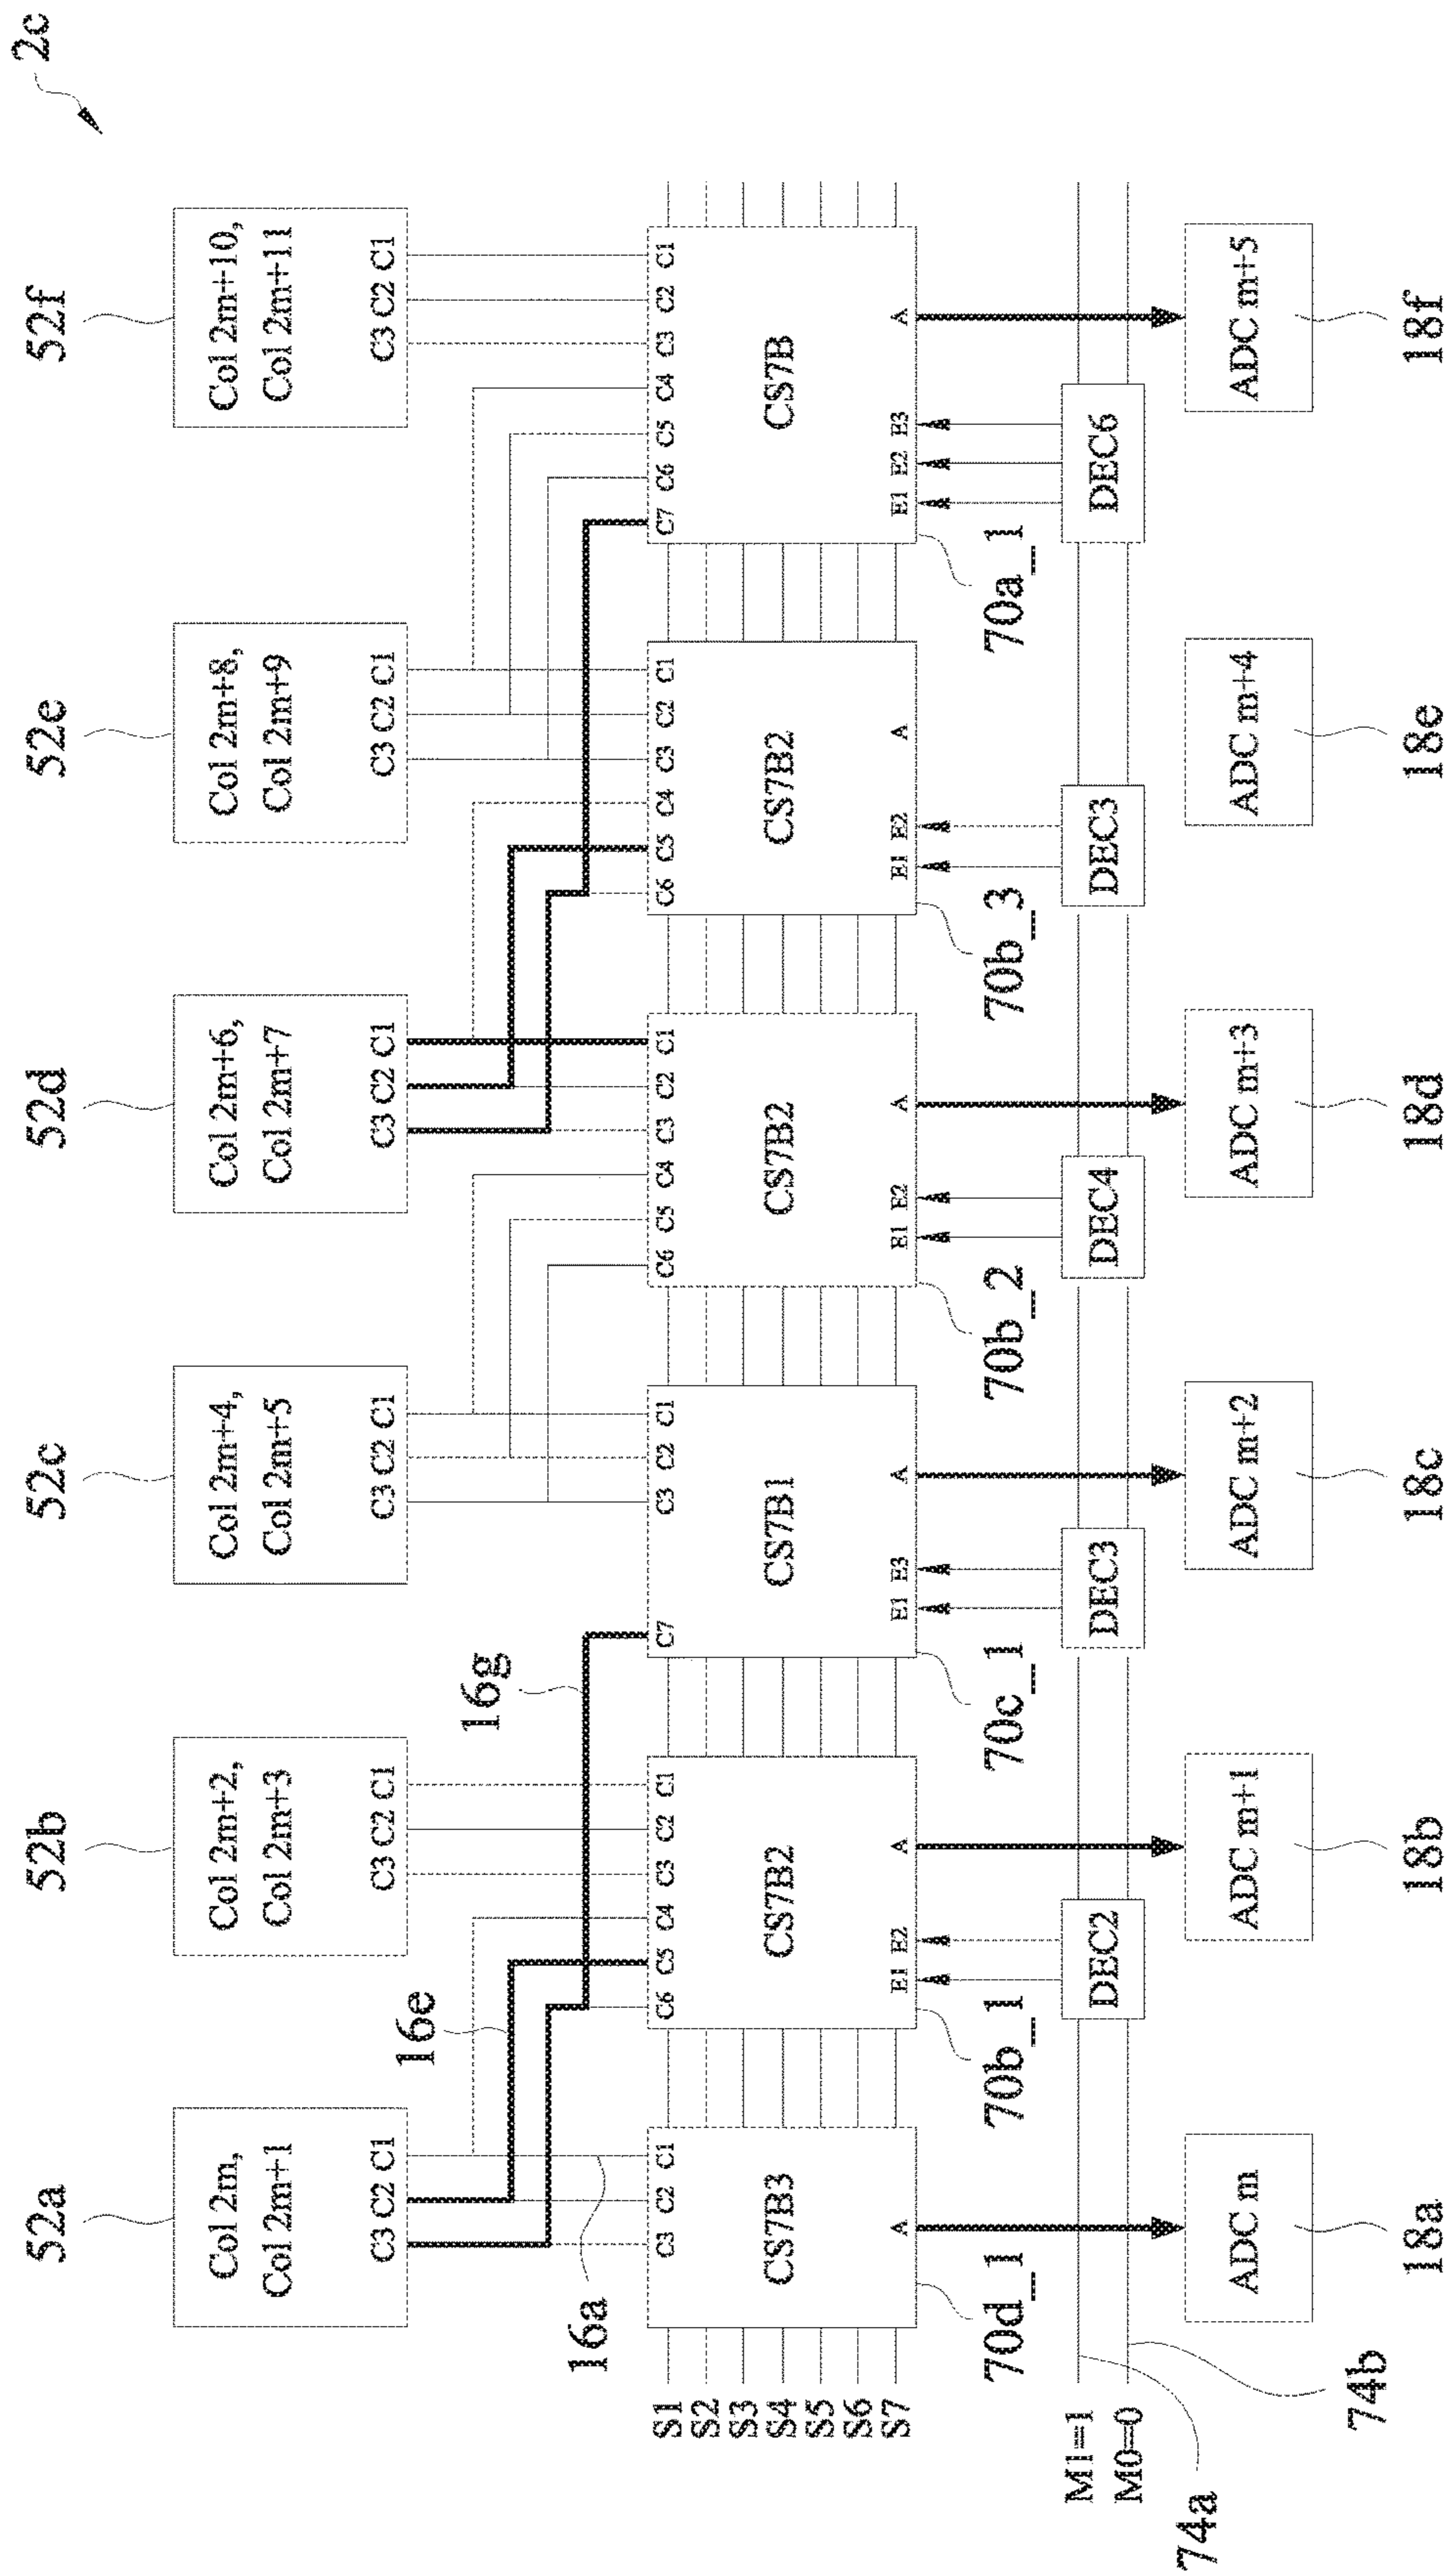 2c
52a
52b
52c
52d
52e
52f
Col 2m,
Col 2m+1
C3 C2 C1
Col 2m+2,
Col 2m+3
C3 C2 C1
Col 2m+4,
Col 2m+5
C3 C2 C1
Col 2m+6,
Col 2m+7
C3 C2 C1
Col 2m+8,
Col 2m+9
C3 C2 C1
Col 2m+10,
Col 2m+11
C3 C2 C1
16e
16g
16a
C3 C2 C1
C6 C5 C4 C3 C2 C1
C7 C3 C2 C1
C6 C5 C4 C3 C2 C1
C6 C5 C4 C3 C2 C1
C7 C6 C5 C4 C3 C2 C1
S1
S2
S3
S4
S5
S6
S7
CS7B3
CS7B2
CS7B1
CS7B2
CS7B2
CS7B
A
E1 E2 A
E1 E3 A
E1 E2 A
E1 E2 A
E1 E2 E3 A
70d_1
70b_1
70c_1
70b_2
70b_3
70a_1
M1=1
M0=0
DEC2
DEC3
DEC4
DEC3
DEC6
74a
74b
ADC m
ADC m+1
ADC m+2
ADC m+3
ADC m+4
ADC m+5
18a
18b
18c
18d
18e
18f